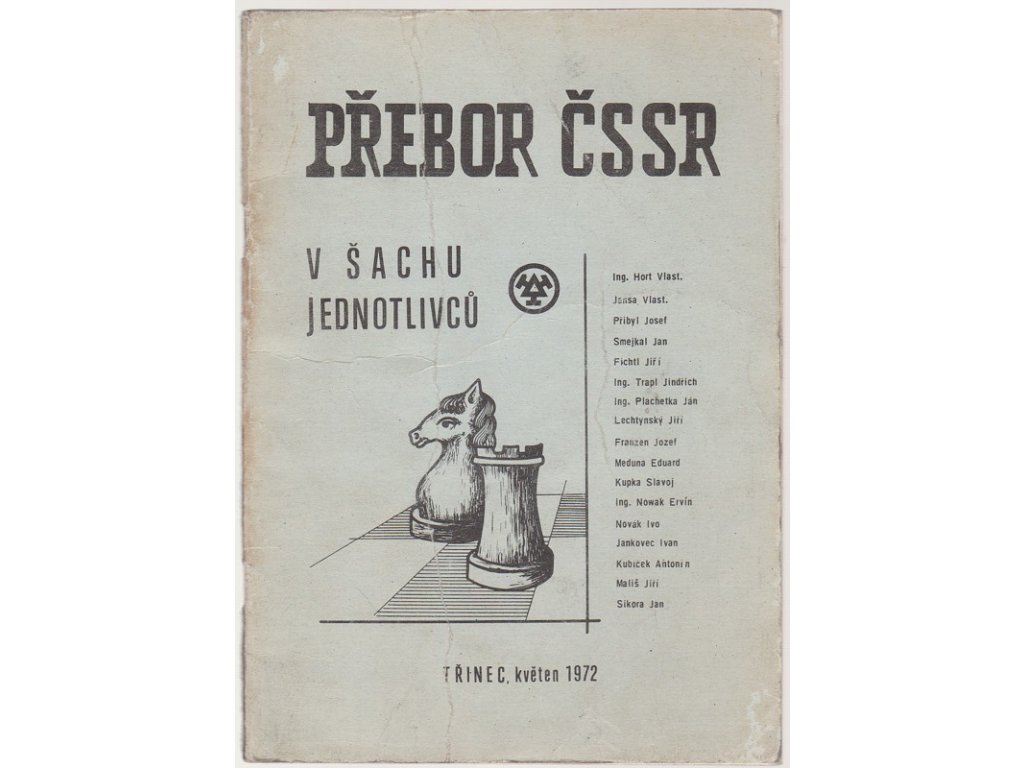 PŘEBOR ČSSR
V ŠACHU
JEDNOTLIVCŮ
Ing. Hort Vlast.
Jansa Vlast.
Přibyl Josef
Smejkal Jan
Fichtl Jiří
Ing. Trapl Jindřich
Ing. Plachetka Ján
Lechtýnský Jiří
Franzen Jozef
Meduna Eduard
Kupka Slavoj
Ing. Nowak Ervín
Novák Ivo
Jankovec Ivan
Kubíček Antonín
Mališ Jiří
Sikora Jan
TŘINEC, květen 1972